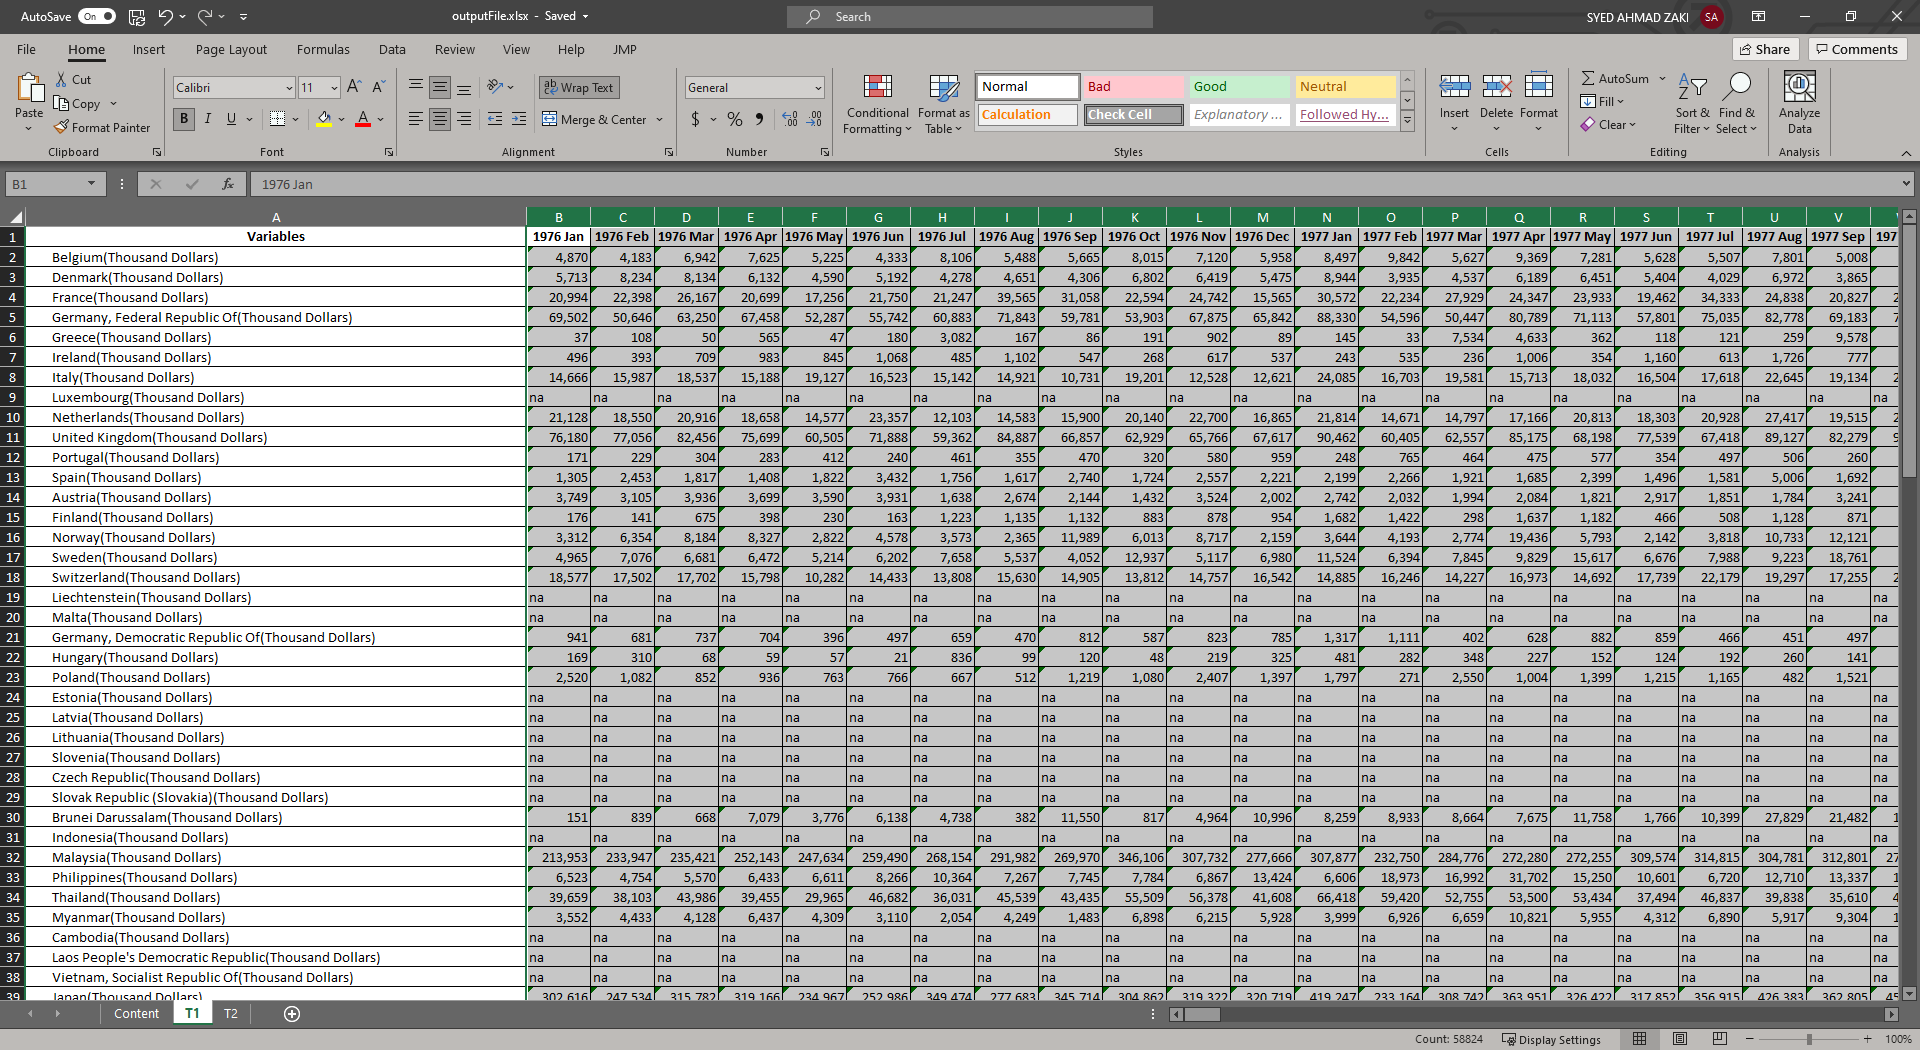 AutoSave On outputFile.xlsx - Saved Search SYED AHMAD ZAKI SA
File Home Insert Page Layout Formulas Data Review View Help JMP Share Comments
Paste Cut Copy Format Painter Clipboard
Calibri 11 A A B I U A Font
ab Wrap Text Merge & Center Alignment
General $ % Number
Conditional Formatting Format as Table
Normal Bad Good Neutral
Calculation Check Cell Explanatory ... Followed Hy...
Styles
Insert Delete Format Cells
AutoSum Fill Clear Sort & Filter Find & Select Editing
Analyze Data Analysis
B1 fx 1976 Jan
A B C D E F G H I J K L M N O P Q R S T U V
1 Variables 1976 Jan 1976 Feb 1976 Mar 1976 Apr 1976 May 1976 Jun 1976 Jul 1976 Aug 1976 Sep 1976 Oct 1976 Nov 1976 Dec 1977 Jan 1977 Feb 1977 Mar 1977 Apr 1977 May 1977 Jun 1977 Jul 1977 Aug 1977 Sep 197
2 Belgium(Thousand Dollars) 4,870 4,183 6,942 7,625 5,225 4,333 8,106 5,488 5,665 8,015 7,120 5,958 8,497 9,842 5,627 9,369 7,281 5,628 5,507 7,801 5,008
3 Denmark(Thousand Dollars) 5,713 8,234 8,134 6,132 4,590 5,192 4,278 4,651 4,306 6,802 6,419 5,475 8,944 3,935 4,537 6,189 6,451 5,404 4,029 6,972 3,865
4 France(Thousand Dollars) 20,994 22,398 26,167 20,699 17,256 21,750 21,247 39,565 31,058 22,594 24,742 15,565 30,572 22,234 27,929 24,347 23,933 19,462 34,333 24,838 20,827 2
5 Germany, Federal Republic Of(Thousand Dollars) 69,502 50,646 63,250 67,458 52,287 55,742 60,883 71,843 59,781 53,903 67,875 65,842 88,330 54,596 50,447 80,789 71,113 57,801 75,035 82,778 69,183 7
6 Greece(Thousand Dollars) 37 108 50 565 47 180 3,082 167 86 191 902 89 145 33 7,534 4,633 362 118 121 259 9,578
7 Ireland(Thousand Dollars) 496 393 709 983 845 1,068 485 1,102 547 268 617 537 243 535 236 1,006 354 1,160 613 1,726 777
8 Italy(Thousand Dollars) 14,666 15,987 18,537 15,188 19,127 16,523 15,142 14,921 10,731 19,201 12,528 12,621 24,085 16,703 19,581 15,713 18,032 16,504 17,618 22,645 19,134 2
9 Luxembourg(Thousand Dollars) na na na na na na na na na na na na na na na na na na na na na na
10 Netherlands(Thousand Dollars) 21,128 18,550 20,916 18,658 14,577 23,357 12,103 14,583 15,900 20,140 22,700 16,865 21,814 14,671 14,797 17,166 20,813 18,303 20,928 27,417 19,515 2
11 United Kingdom(Thousand Dollars) 76,180 77,056 82,456 75,699 60,505 71,888 59,362 84,887 66,857 62,929 65,766 67,617 90,462 60,405 62,557 85,175 68,198 77,539 67,418 89,127 82,279 9
12 Portugal(Thousand Dollars) 171 229 304 283 412 240 461 355 470 320 580 959 248 765 464 475 577 354 497 506 260
13 Spain(Thousand Dollars) 1,305 2,453 1,817 1,408 1,822 3,432 1,756 1,617 2,740 1,724 2,557 2,221 2,199 2,266 1,921 1,685 2,399 1,496 1,581 5,006 1,692
14 Austria(Thousand Dollars) 3,749 3,105 3,936 3,699 3,590 3,931 1,638 2,674 2,144 1,432 3,524 2,002 2,742 2,032 1,994 2,084 1,821 2,917 1,851 1,784 3,241
15 Finland(Thousand Dollars) 176 141 675 398 230 163 1,223 1,135 1,132 883 878 954 1,682 1,422 298 1,637 1,182 466 508 1,128 871
16 Norway(Thousand Dollars) 3,312 6,354 8,184 8,327 2,822 4,578 3,573 2,365 11,989 6,013 8,717 2,159 3,644 4,193 2,774 19,436 5,793 2,142 3,818 10,733 12,121
17 Sweden(Thousand Dollars) 4,965 7,076 6,681 6,472 5,214 6,202 7,658 5,537 4,052 12,937 5,117 6,980 11,524 6,394 7,845 9,829 15,617 6,676 7,988 9,223 18,761
18 Switzerland(Thousand Dollars) 18,577 17,502 17,702 15,798 10,282 14,433 13,808 15,630 14,905 13,812 14,757 16,542 14,885 16,246 14,227 16,973 14,692 17,739 22,179 19,297 17,255 2
19 Liechtenstein(Thousand Dollars) na na na na na na na na na na na na na na na na na na na na na na
20 Malta(Thousand Dollars) na na na na na na na na na na na na na na na na na na na na na na
21 Germany, Democratic Republic Of(Thousand Dollars) 941 681 737 704 396 497 659 470 812 587 823 785 1,317 1,111 402 628 882 859 466 451 497
22 Hungary(Thousand Dollars) 169 310 68 59 57 21 836 99 120 48 219 325 481 282 348 227 152 124 192 260 141
23 Poland(Thousand Dollars) 2,520 1,082 852 936 763 766 667 512 1,219 1,080 2,407 1,397 1,797 271 2,550 1,004 1,399 1,215 1,165 482 1,521
24 Estonia(Thousand Dollars) na na na na na na na na na na na na na na na na na na na na na na
25 Latvia(Thousand Dollars) na na na na na na na na na na na na na na na na na na na na na na
26 Lithuania(Thousand Dollars) na na na na na na na na na na na na na na na na na na na na na na
27 Slovenia(Thousand Dollars) na na na na na na na na na na na na na na na na na na na na na na
28 Czech Republic(Thousand Dollars) na na na na na na na na na na na na na na na na na na na na na na
29 Slovak Republic (Slovakia)(Thousand Dollars) na na na na na na na na na na na na na na na na na na na na na na
30 Brunei Darussalam(Thousand Dollars) 151 839 668 7,079 3,776 6,138 4,738 382 11,550 817 4,964 10,996 8,259 8,933 8,664 7,675 11,758 1,766 10,399 27,829 21,482 1
31 Indonesia(Thousand Dollars) na na na na na na na na na na na na na na na na na na na na na na
32 Malaysia(Thousand Dollars) 213,953 233,947 235,421 252,143 247,634 259,490 268,154 291,982 269,970 346,106 307,732 277,666 307,877 232,750 284,776 272,280 272,255 309,574 314,815 304,781 312,801 27
33 Philippines(Thousand Dollars) 6,523 4,754 5,570 6,433 6,611 8,266 10,364 7,267 7,745 7,784 6,867 13,424 6,606 18,973 16,992 31,702 15,250 10,601 6,720 12,710 13,337 1
34 Thailand(Thousand Dollars) 39,659 38,103 43,986 39,455 29,965 46,682 36,031 45,539 43,435 55,509 56,378 41,608 66,418 59,420 52,755 53,500 53,434 37,494 46,837 39,838 35,610 4
35 Myanmar(Thousand Dollars) 3,552 4,433 4,128 6,437 4,309 3,110 2,054 4,249 1,483 6,898 6,215 5,928 3,999 6,926 6,659 10,821 5,955 4,312 6,890 5,917 9,304 1
36 Cambodia(Thousand Dollars) na na na na na na na na na na na na na na na na na na na na na na
37 Laos People's Democratic Republic(Thousand Dollars) na na na na na na na na na na na na na na na na na na na na na na
38 Vietnam, Socialist Republic Of(Thousand Dollars) na na na na na na na na na na na na na na na na na na na na na na
39 Japan(Thousand Dollars) 302,616 247,534 315,782 319,166 234,967 252,986 349,474 277,683 345,714 304,862 319,322 320,719 419,247 233,164 308,742 363,951 326,422 317,852 356,915 426,383 362,805 45
Content T1 T2
Count: 58824 Display Settings 100%